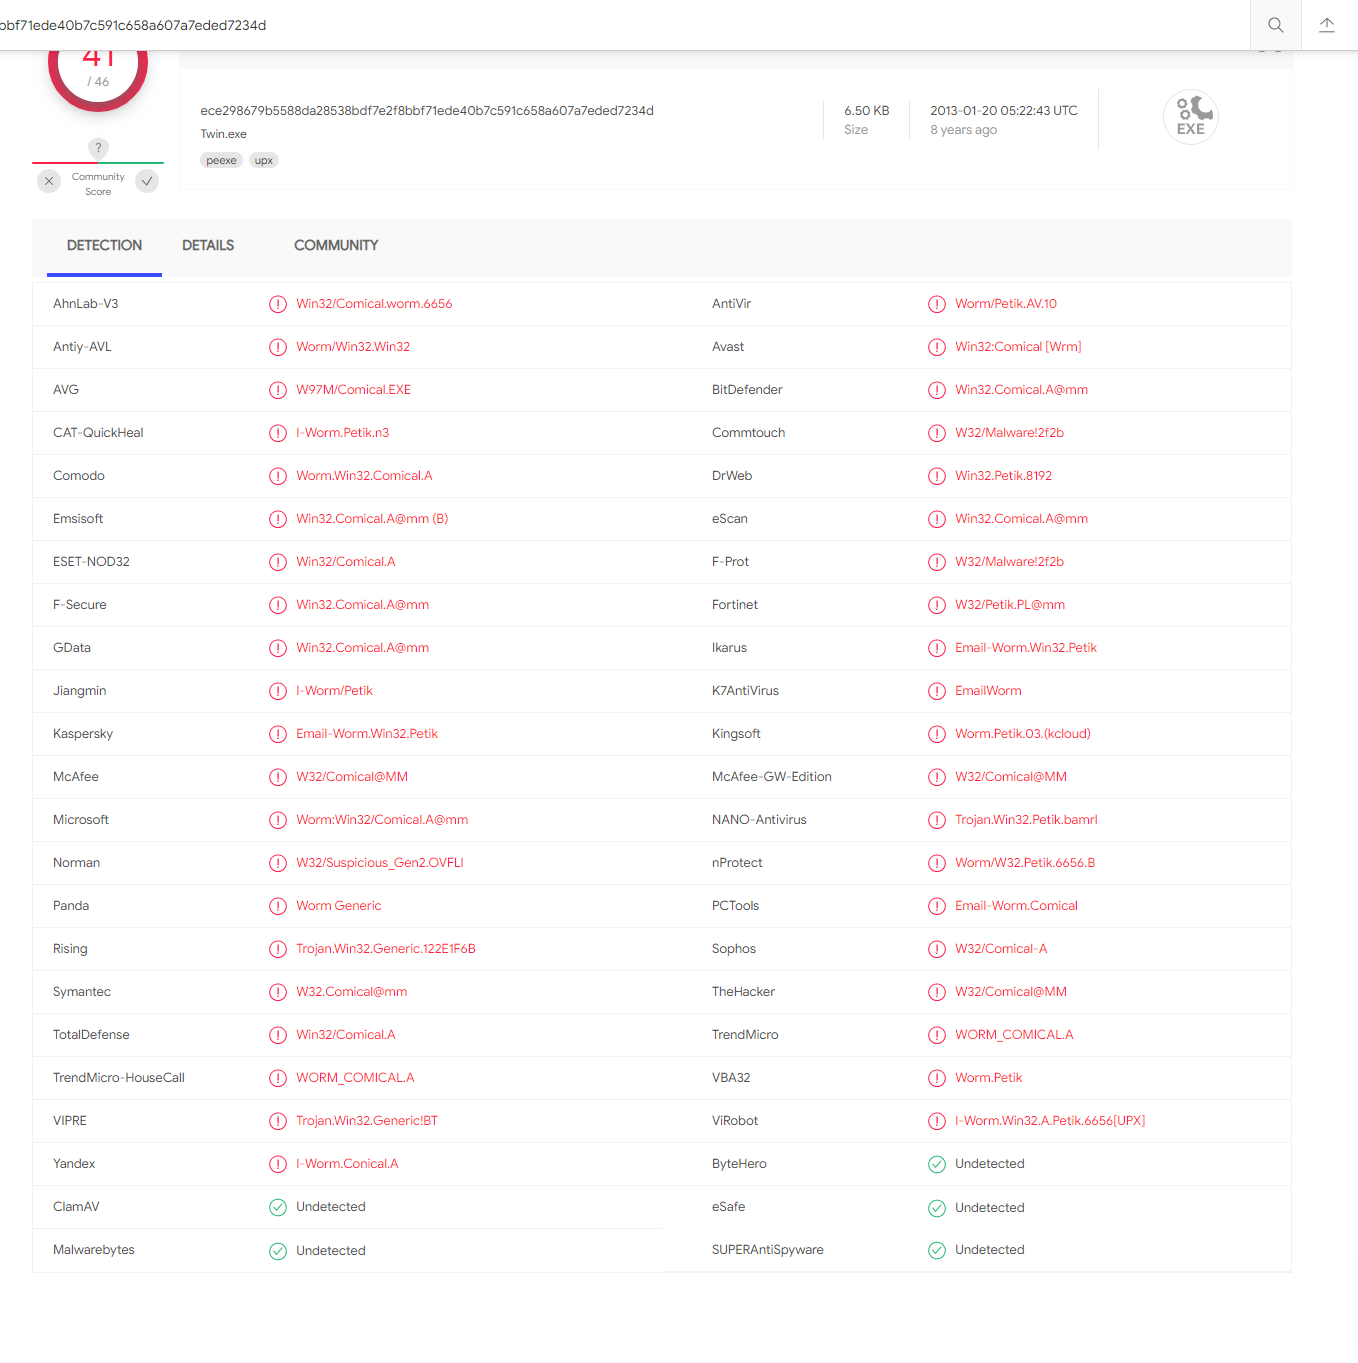 bbf71ede40b7c591c658a607a7eded7234d
41
/ 46
?
Community
Score
ece298679b5588da28538bdf7e2f8bbf71ede40b7c591c658a607a7eded7234d
Twin.exe
peexe upx
6.50 KB
Size
2013-01-20 05:22:43 UTC
8 years ago
EXE
DETECTION DETAILS COMMUNITY
AhnLab-V3 Win32/Comical.worm.6656 AntiVir Worm/Petik.AV.10
Antiy-AVL Worm/Win32.Win32 Avast Win32:Comical [Wrm]
AVG W97M/Comical.EXE BitDefender Win32.Comical.A@mm
CAT-QuickHeal I-Worm.Petik.n3 Commtouch W32/Malware!2f2b
Comodo Worm.Win32.Comical.A DrWeb Win32.Petik.8192
Emsisoft Win32.Comical.A@mm (B) eScan Win32.Comical.A@mm
ESET-NOD32 Win32/Comical.A F-Prot W32/Malware!2f2b
F-Secure Win32.Comical.A@mm Fortinet W32/Petik.PL@mm
GData Win32.Comical.A@mm Ikarus Email-Worm.Win32.Petik
Jiangmin I-Worm/Petik K7AntiVirus EmailWorm
Kaspersky Email-Worm.Win32.Petik Kingsoft Worm.Petik.03.(kcloud)
McAfee W32/Comical@MM McAfee-GW-Edition W32/Comical@MM
Microsoft Worm:Win32/Comical.A@mm NANO-Antivirus Trojan.Win32.Petik.bamrl
Norman W32/Suspicious_Gen2.OVFLI nProtect Worm/W32.Petik.6656.B
Panda Worm Generic PCTools Email-Worm.Comical
Rising Trojan.Win32.Generic.122E1F6B Sophos W32/Comical-A
Symantec W32.Comical@mm TheHacker W32/Comical@MM
TotalDefense Win32/Comical.A TrendMicro WORM_COMICAL.A
TrendMicro-HouseCall WORM_COMICAL.A VBA32 Worm.Petik
VIPRE Trojan.Win32.Generic!BT ViRobot I-Worm.Win32.A.Petik.6656[UPX]
Yandex I-Worm.Conical.A ByteHero Undetected
ClamAV Undetected eSafe Undetected
Malwarebytes Undetected SUPERAntiSpyware Undetected